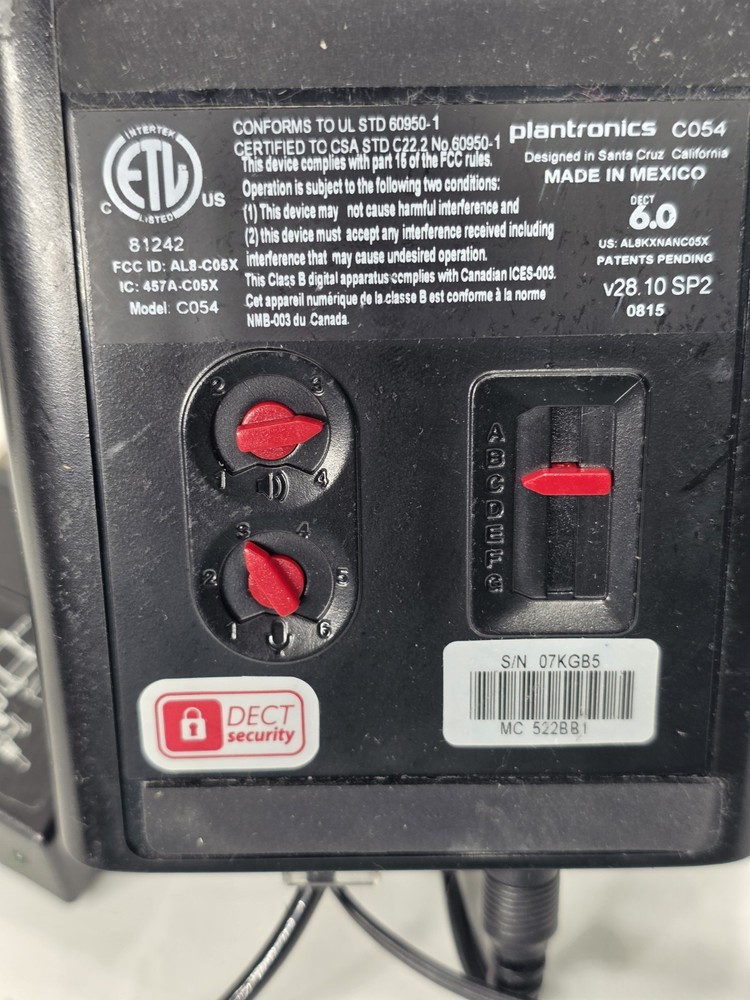 INTERTEK
ETL
LISTED
C
US
81242
FCC ID: AL8-C05X
IC: 457A-C05X
Model: C054
CONFORMS TO UL STD 60950-1
CERTIFIED TO CSA STD C22.2 No.60950-1
This device complies with part 15 of the FCC rules.
Operation is subject to the following two conditions:
(1) This device may not cause harmful interference and
(2) this device must accept any interference received including
interference that may cause undesired operation.
This Class B digital apparatus complies with Canadian ICES-003.
Cet appareil numérique de la classe B est conforme à la norme
NMB-003 du Canada.
plantronics C054
Designed in Santa Cruz California
MADE IN MEXICO
DECT
6.0
US: AL8KXNANC05X
PATENTS PENDING
v28.10 SP2
0815
2 3
1 4
3 4
2 5
1 6
A
B
C
D
E
F
G
DECT
security
S/N 07KGB5
MC 522BB1